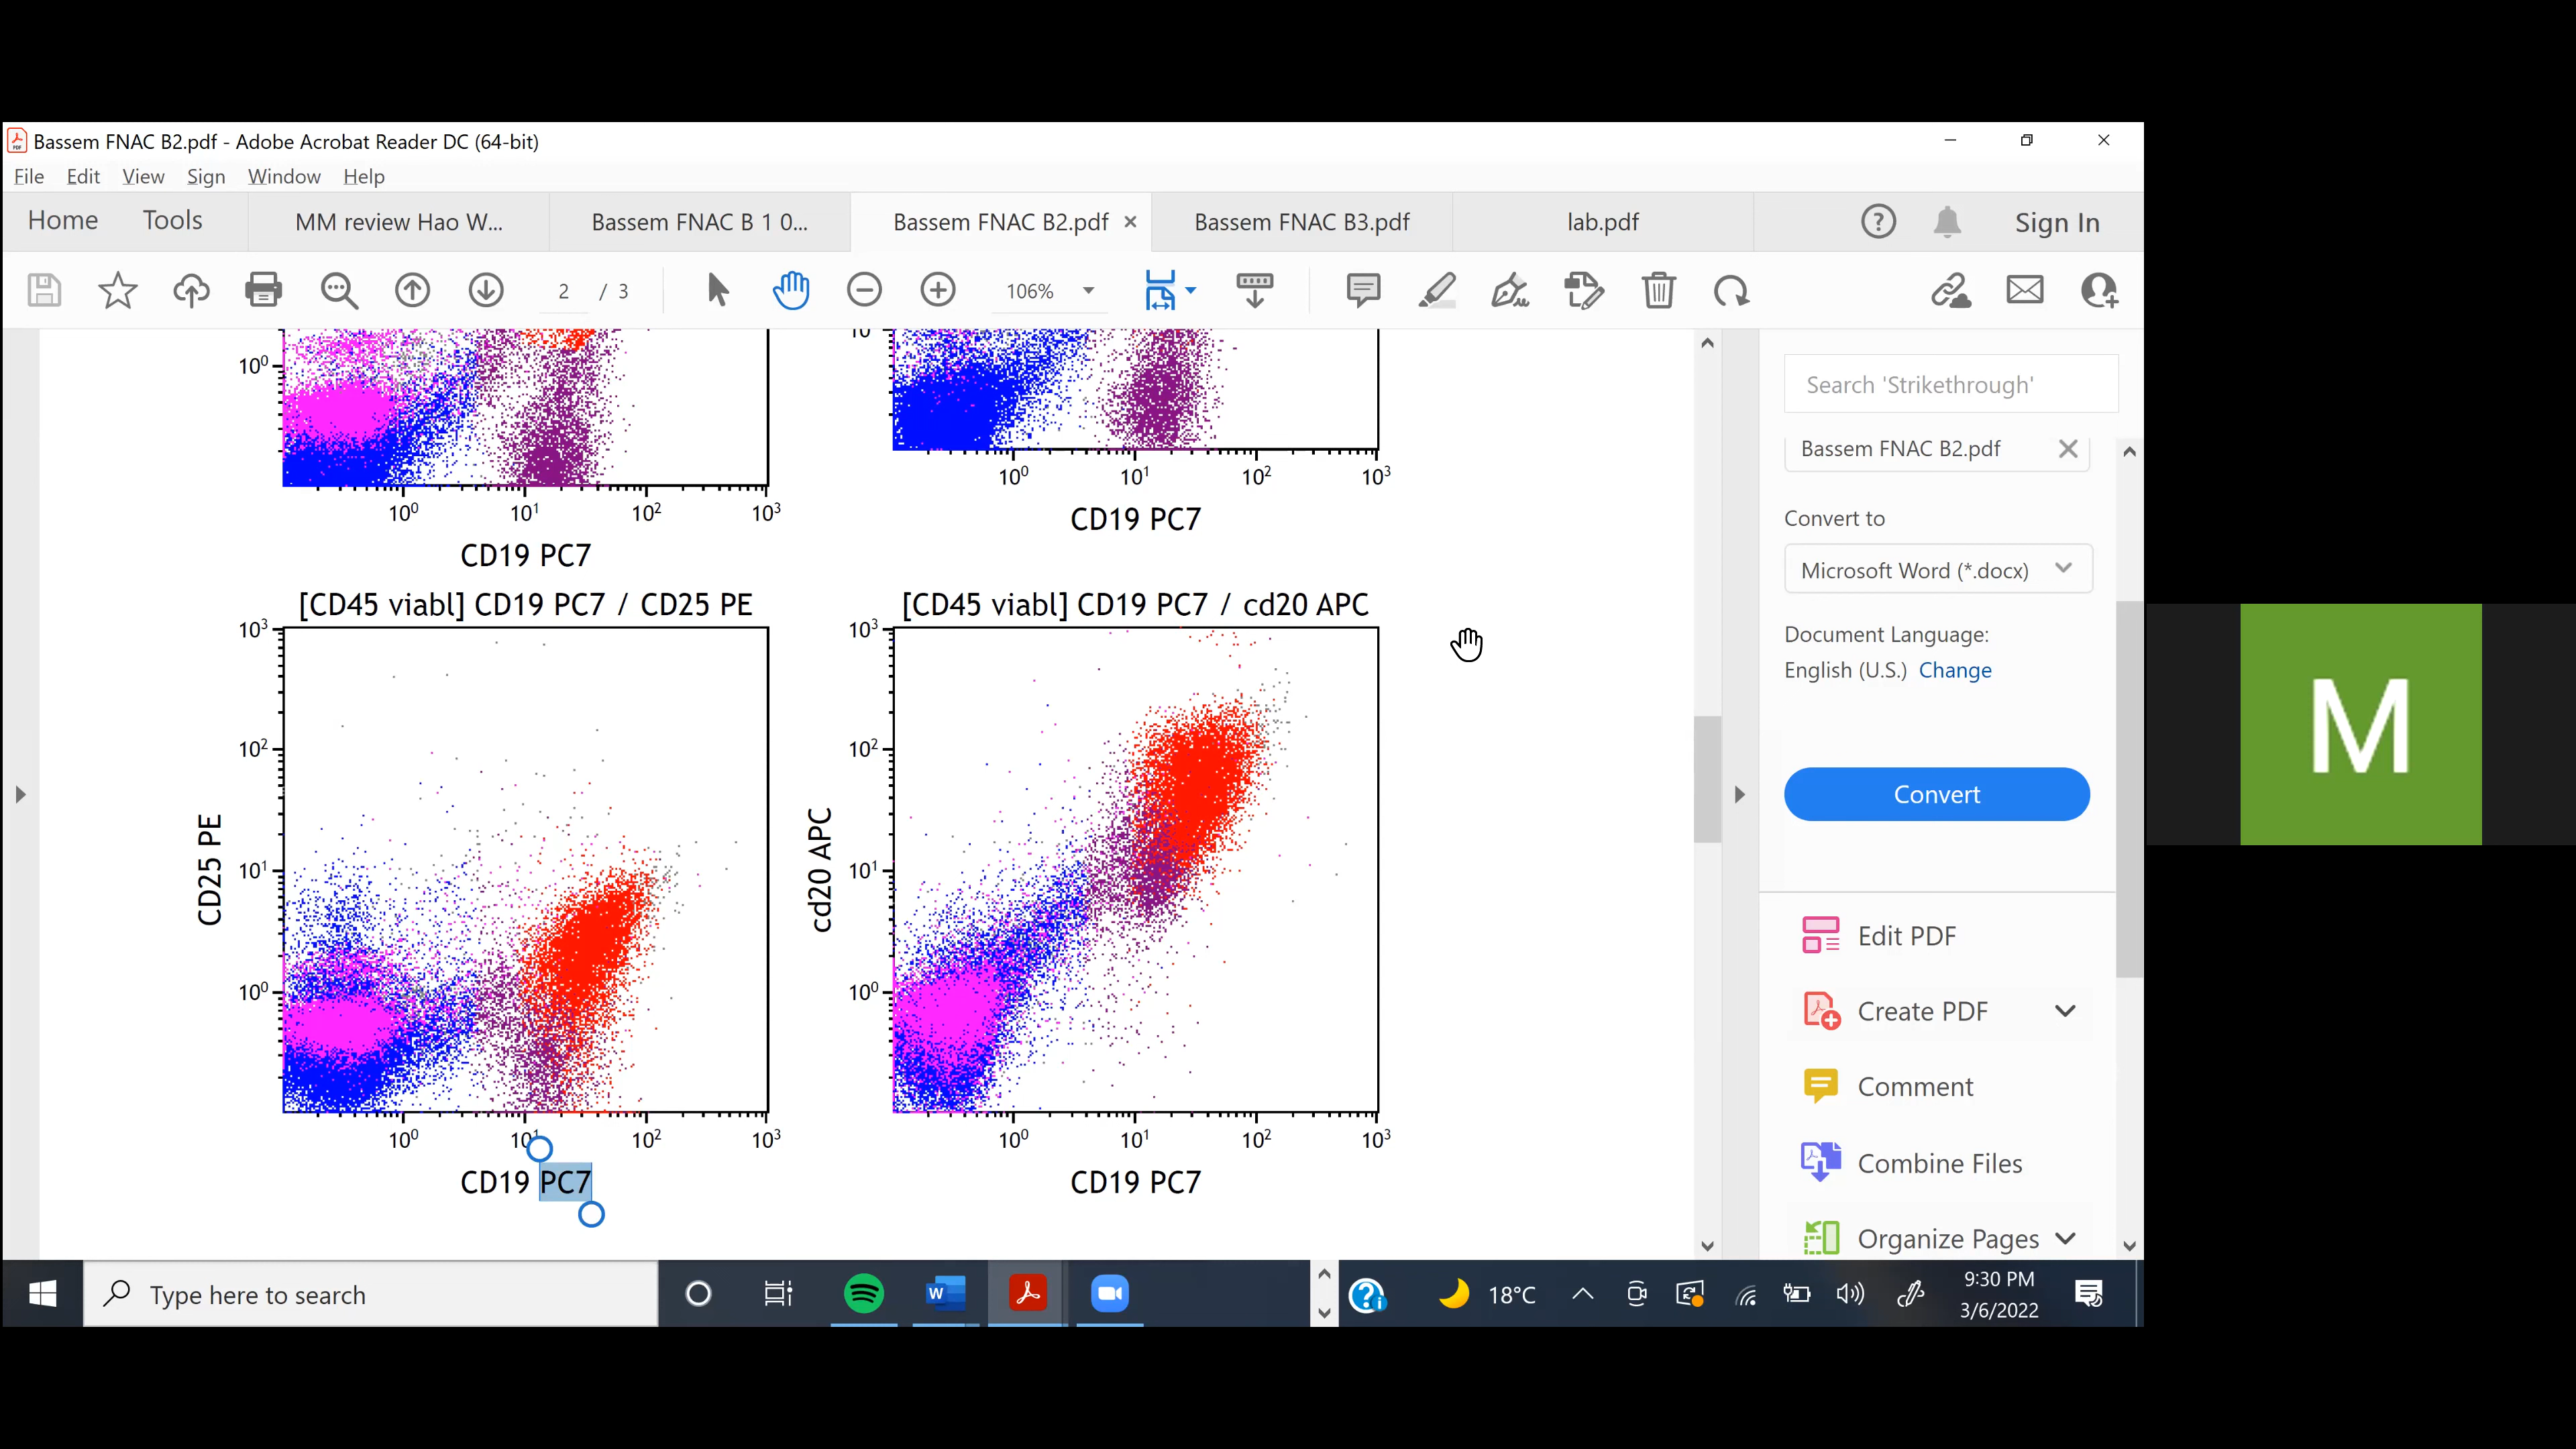 Bassem FNAC B2.pdf - Adobe Acrobat Reader DC (64-bit)
File Edit View Sign Window Help
Home Tools MM review Hao W... Bassem FNAC B 1 0... Bassem FNAC B2.pdf Bassem FNAC B3.pdf lab.pdf Sign In
2 / 3 106%
10⁰
10⁰ 10¹ 10² 10³
CD19 PC7
10
10⁰ 10¹ 10² 10³
CD19 PC7
[CD45 viabl] CD19 PC7 / CD25 PE
10³
10²
10¹
10⁰
CD25 PE
10⁰ 10¹ 10² 10³
CD19 PC7
[CD45 viabl] CD19 PC7 / cd20 APC
10³
10²
10¹
10⁰
cd20 APC
10⁰ 10¹ 10² 10³
CD19 PC7
Search 'Strikethrough'
Bassem FNAC B2.pdf
Convert to
Microsoft Word (*.docx)
Document Language:
English (U.S.) Change
Convert
Edit PDF
Create PDF
Comment
Combine Files
Organize Pages
M
Type here to search
18°C
9:30 PM
3/6/2022